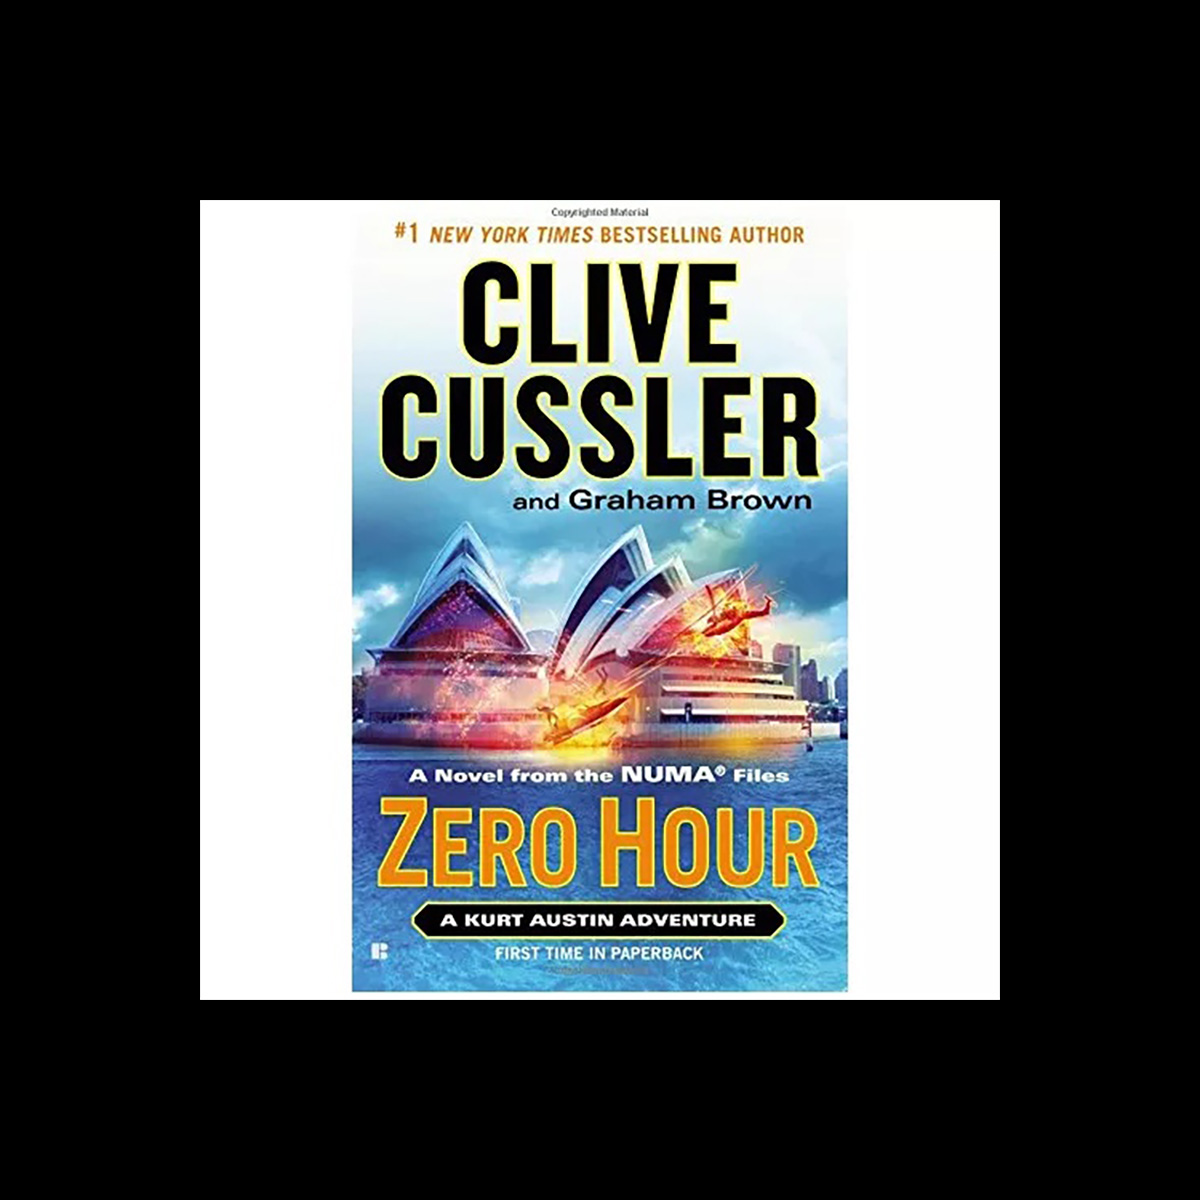 Copyrighted Material
#1 NEW YORK TIMES BESTSELLING AUTHOR
CLIVE
CUSSLER
and Graham Brown
A Novel from the NUMA® Files
ZERO HOUR
A KURT AUSTIN ADVENTURE
FIRST TIME IN PAPERBACK